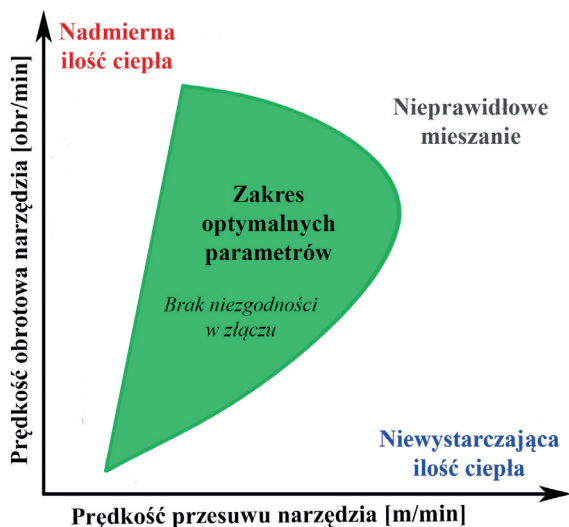 Nadmierna
ilość ciepła
Nieprawidłowe
mieszanie
Zakres
optymalnych
parametrów
Brak niezgodności
w złączu
Niewystarczająca
ilość ciepła
Prędkość obrotowa narzędzia [obr/min]
Prędkość przesuwu narzędzia [m/min]